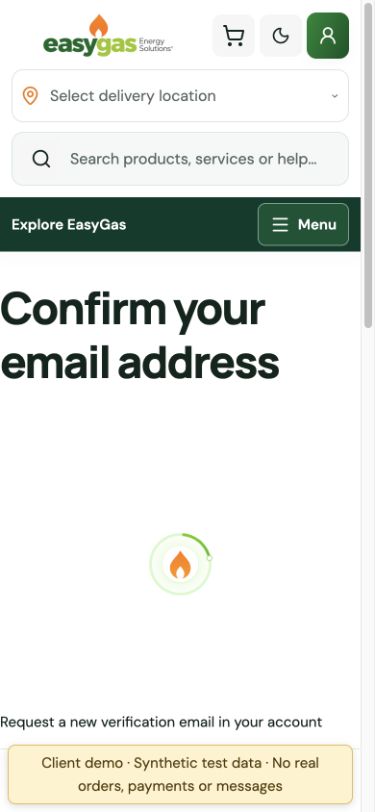 easygas Energy
Solutions
Select delivery location
Search products, services or help...
Explore EasyGas
Menu
Confirm your
email address
Request a new verification email in your account
Client demo · Synthetic test data · No real
orders, payments or messages